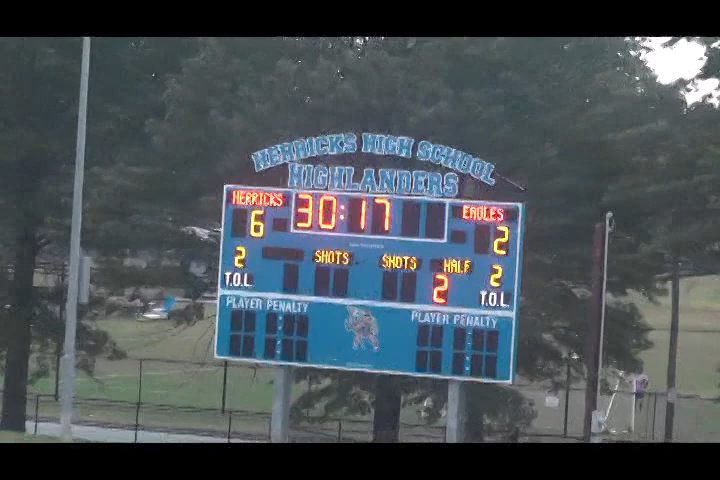 HERRICKS HIGH SCHOOL
HIGHLANDERS
HERRICKS 30:17 EAGLES
6 2
2 SHOTS SHOTS HALF 2
T.O.L. 2 T.O.L.
PLAYER PENALTY PLAYER PENALTY